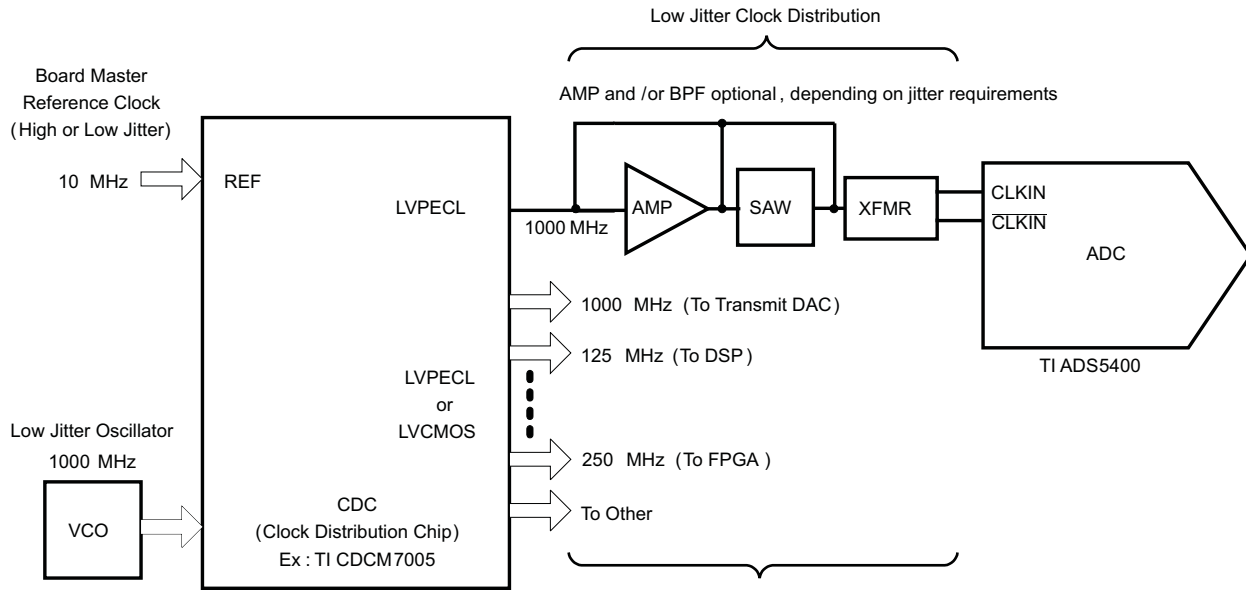 Low Jitter Clock Distribution
Board Master
Reference Clock
(High or Low Jitter)
10 MHz
REF
AMP and /or BPF optional, depending on jitter requirements
LVPECL
1000 MHz
AMP
SAW
XFMR
CLKIN
CLKIN
ADC
TI ADS5400
1000 MHz (To Transmit DAC)
125 MHz (To DSP)
LVPECL
or
LVCMOS
250 MHz (To FPGA)
To Other
Low Jitter Oscillator
1000 MHz
VCO
CDC
(Clock Distribution Chip)
Ex : TI CDCM7005